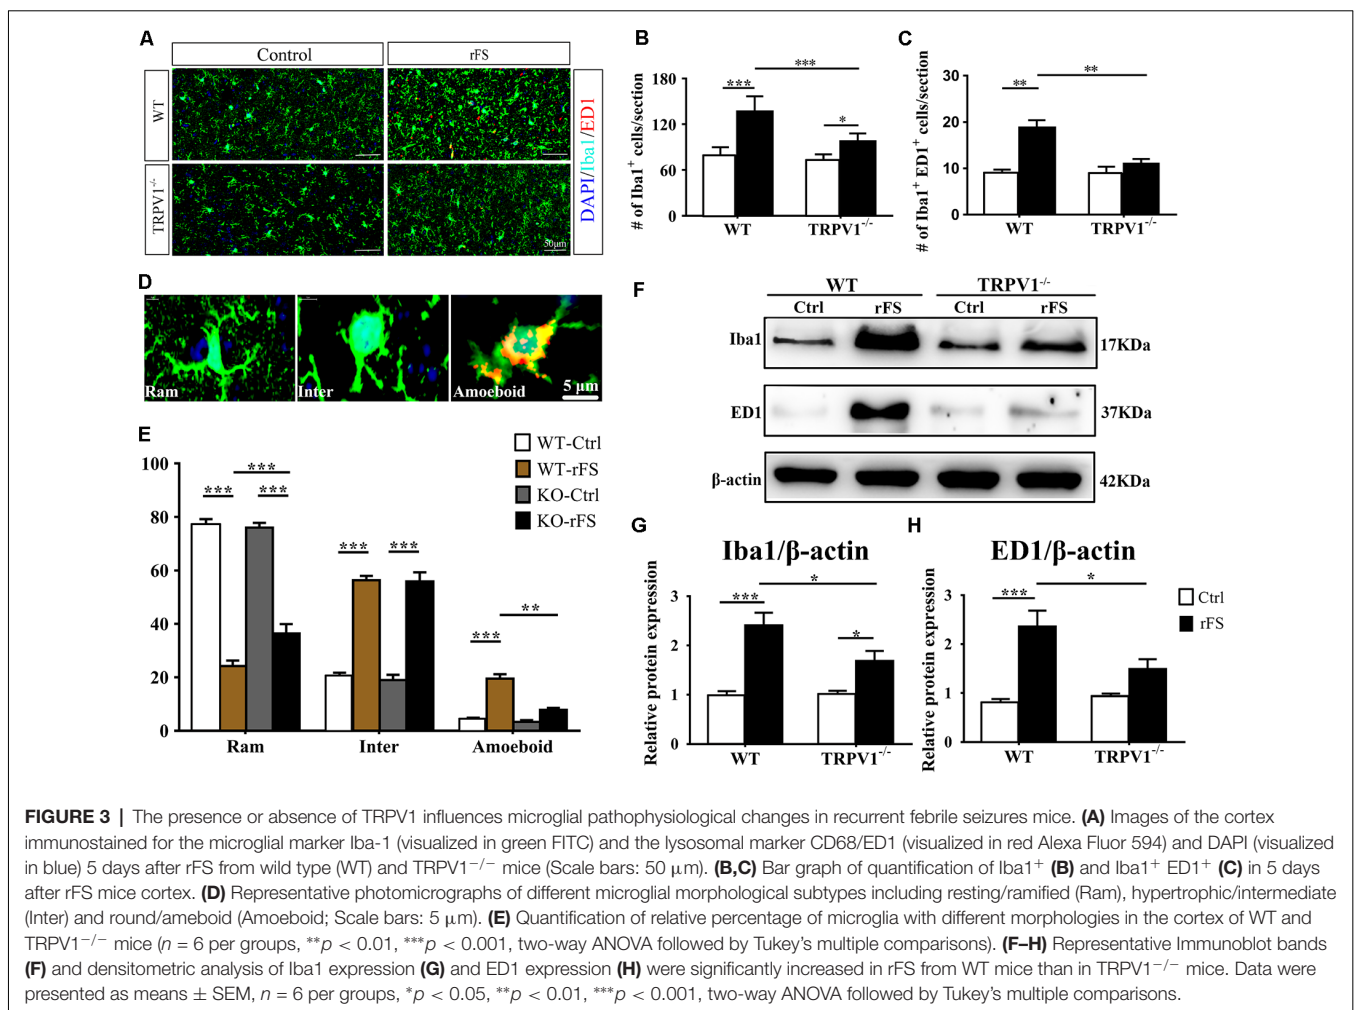 A
Control
rFS
WT
TRPV1-/-
DAPI/Iba1/ED1
50μm
B
# of Iba1+ cells/section
180
120
60
0
***
***
*
WT
TRPV1-/-
C
# of Iba1+ ED1+ cells/section
30
20
10
0
**
**
WT
TRPV1-/-
D
Ram
Inter
Amoeboid
5 μm
E
100
80
60
40
20
0
***
***
***
***
***
***
**
Ram
Inter
Amoeboid
WT-Ctrl
WT-rFS
KO-Ctrl
KO-rFS
F
WT
TRPV1-/-
Ctrl
rFS
Ctrl
rFS
Iba1
17KDa
ED1
37KDa
β-actin
42KDa
G
Iba1/β-actin
Relative protein expression
3
2
1
0
***
*
*
WT
TRPV1-/-
H
ED1/β-actin
Relative protein expression
3
2
1
0
***
*
WT
TRPV1-/-
Ctrl
rFS
FIGURE 3 | The presence or absence of TRPV1 influences microglial pathophysiological changes in recurrent febrile seizures mice. (A) Images of the cortex
immunostained for the microglial marker Iba-1 (visualized in green FITC) and the lysosomal marker CD68/ED1 (visualized in red Alexa Fluor 594) and DAPI (visualized
in blue) 5 days after rFS from wild type (WT) and TRPV1−/− mice (Scale bars: 50 μm). (B,C) Bar graph of quantification of Iba1+ (B) and Iba1+ ED1+ (C) in 5 days
after rFS mice cortex. (D) Representative photomicrographs of different microglial morphological subtypes including resting/ramified (Ram), hypertrophic/intermediate
(Inter) and round/ameboid (Amoeboid; Scale bars: 5 μm). (E) Quantification of relative percentage of microglia with different morphologies in the cortex of WT and
TRPV1−/− mice (n = 6 per groups, **p < 0.01, ***p < 0.001, two-way ANOVA followed by Tukey's multiple comparisons). (F–H) Representative Immunoblot bands
(F) and densitometric analysis of Iba1 expression (G) and ED1 expression (H) were significantly increased in rFS from WT mice than in TRPV1−/− mice. Data were
presented as means ± SEM, n = 6 per groups, *p < 0.05, **p < 0.01, ***p < 0.001, two-way ANOVA followed by Tukey's multiple comparisons.